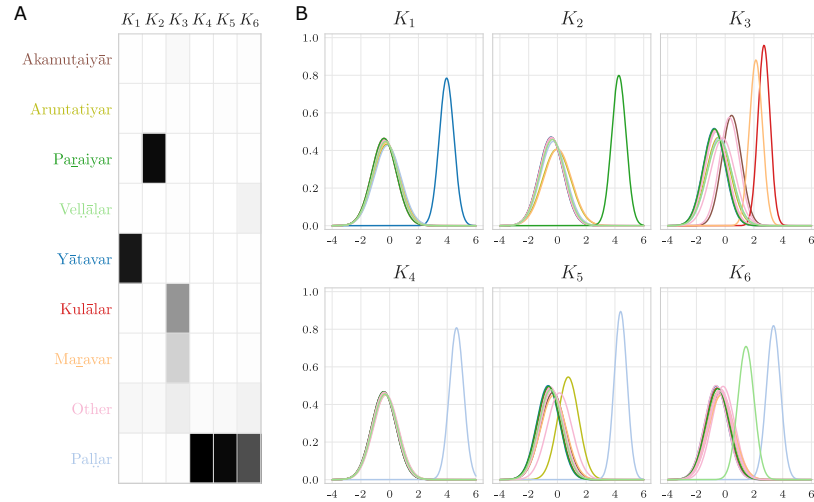 A
K₁ K₂ K₃ K₄ K₅ K₆
Akamuṭaiyār
Aruntatiyar
Paṟaiyar
Veḷḷāḷar
Yātavar
Kulālar
Maṟavar
Other
Paḷḷar
B
K₁ K₂ K₃
1.0
0.8
0.6
0.4
0.2
0.0
-4 -2 0 2 4 6 -4 -2 0 2 4 6 -4 -2 0 2 4 6
K₄ K₅ K₆
1.0
0.8
0.6
0.4
0.2
0.0
-4 -2 0 2 4 6 -4 -2 0 2 4 6 -4 -2 0 2 4 6